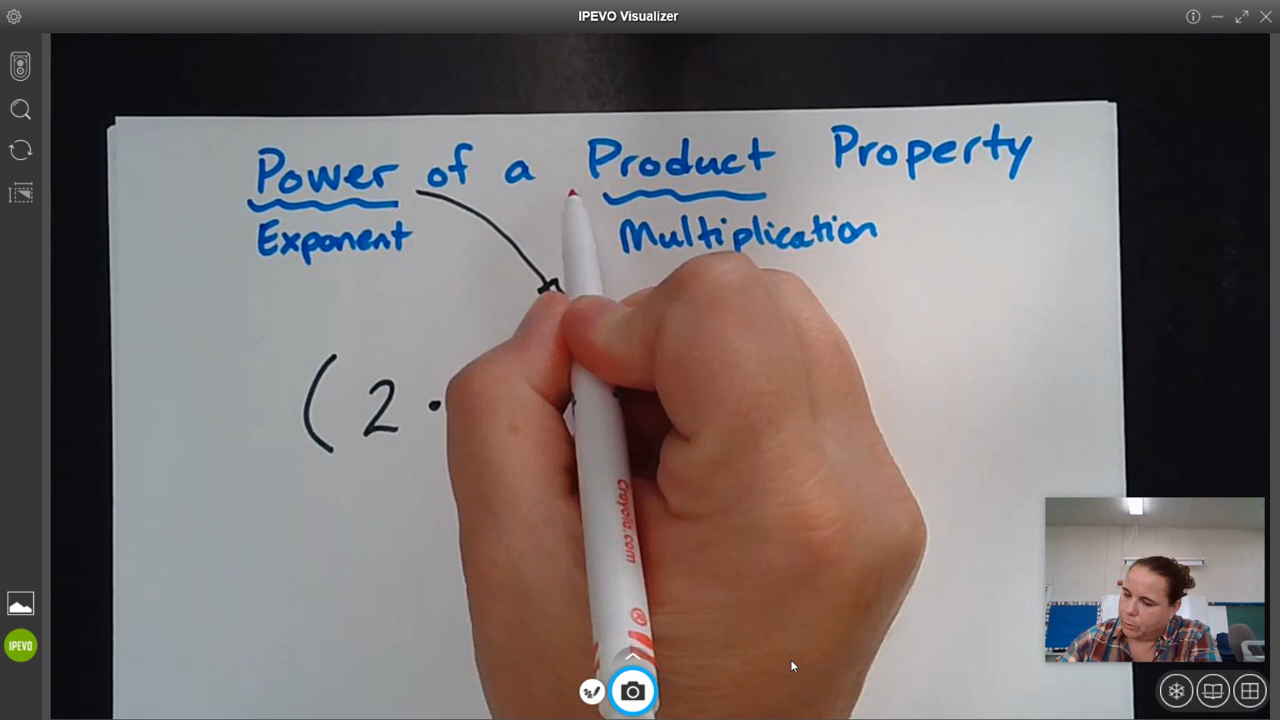 IPEVO Visualizer
Power of a Product Property
Exponent Multiplication
(2 ·
Crayola.com
IPEVO